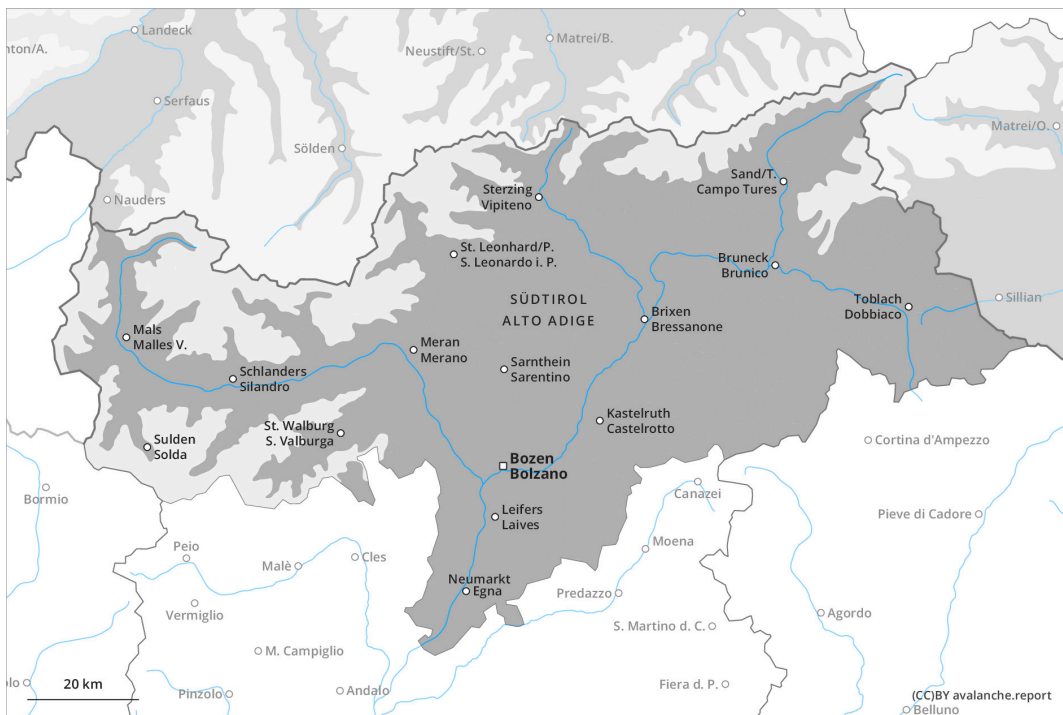 Landeck
nton/A.
Neustift/St.
Matrei/B.
Serfaus
Matrei/O.
Sölden
Nauders
Sand/T.
Campo Tures
Sterzing
Vipiteno
St. Leonhard/P.
S. Leonardo i. P.
Bruneck
Brunico
SÜDTIROL
ALTO ADIGE
Toblach
Dobbiaco
Sillian
Brixen
Bressanone
Mals
Malles V.
Meran
Merano
Sarnthein
Sarentino
Schlanders
Silandro
Kastelruth
Castelrotto
St. Walburg
S. Valburga
Sulden
Solda
Cortina d'Ampezzo
Bozen
Bolzano
Bormio
Canazei
Leifers
Laives
Pieve di Cadore
Peio
Malè
Cles
Moena
Neumarkt
Egna
Predazzo
Vermiglio
Agordo
S. Martino d. C.
M. Campiglio
olo
20 km
Pinzolo
Andalo
Fiera d. P.
(CC)BY avalanche.report
Belluno